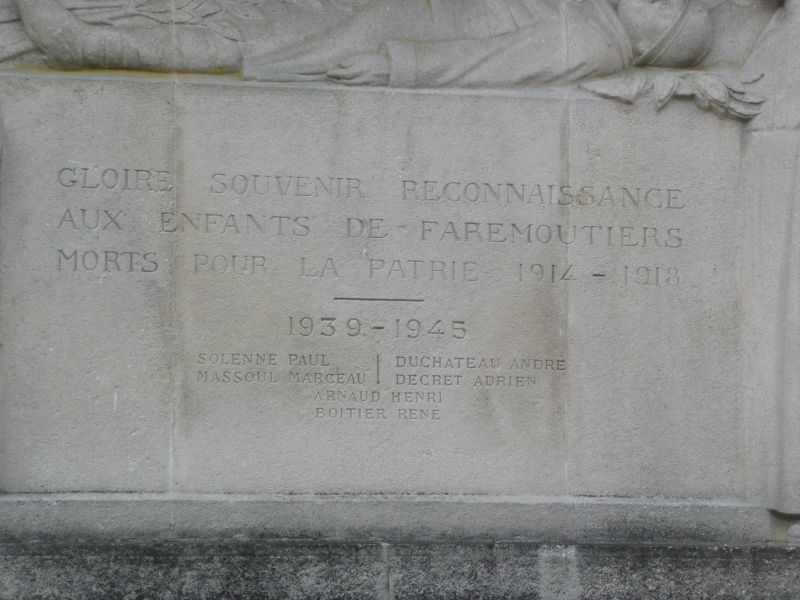 GLOIRE SOUVENIR RECONNAISSANCE
AUX ENFANTS DE FAREMOUTIERS
MORTS POUR LA PATRIE 1914 - 1918
1939 - 1945
SOLENNE PAUL | DUCHATEAU ANDRE
MASSOUL MARCEAU | DECRET ADRIEN
ARNAUD HENRI
BOITIER RENÉ